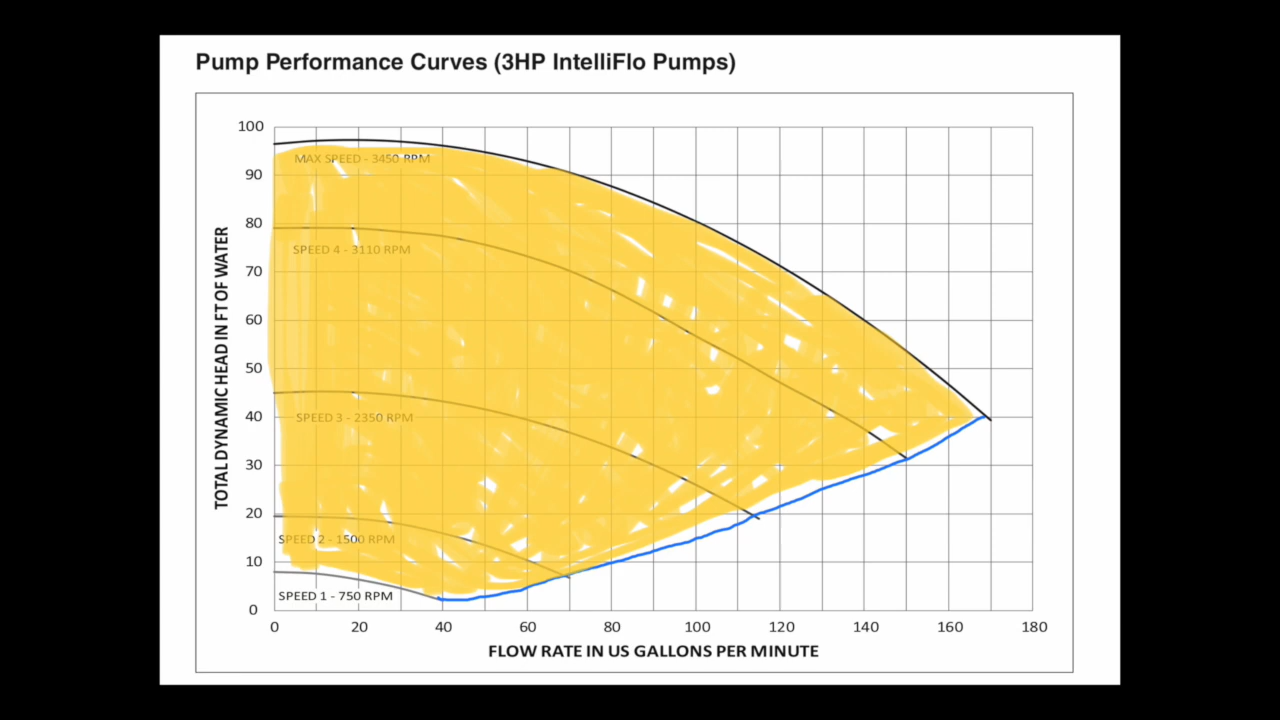 Pump Performance Curves (3HP IntelliFlo Pumps)
TOTAL DYNAMIC HEAD IN FT OF WATER
100
90
80
70
60
50
40
30
20
10
0
MAX SPEED - 3450 RPM
SPEED 4 - 3110 RPM
SPEED 3 - 2350 RPM
SPEED 2 - 1500 RPM
SPEED 1 - 750 RPM
0 20 40 60 80 100 120 140 160 180
FLOW RATE IN US GALLONS PER MINUTE